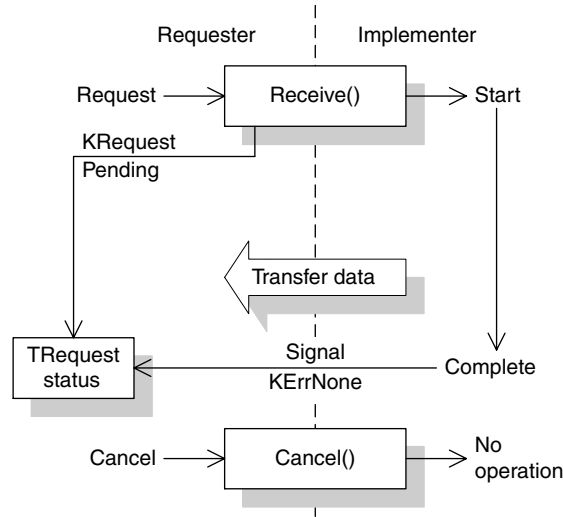 Requester
Implementer
Request
Receive()
Start
KRequest
Pending
Transfer data
TRequest
status
Signal
KErrNone
Complete
Cancel
Cancel()
No
operation